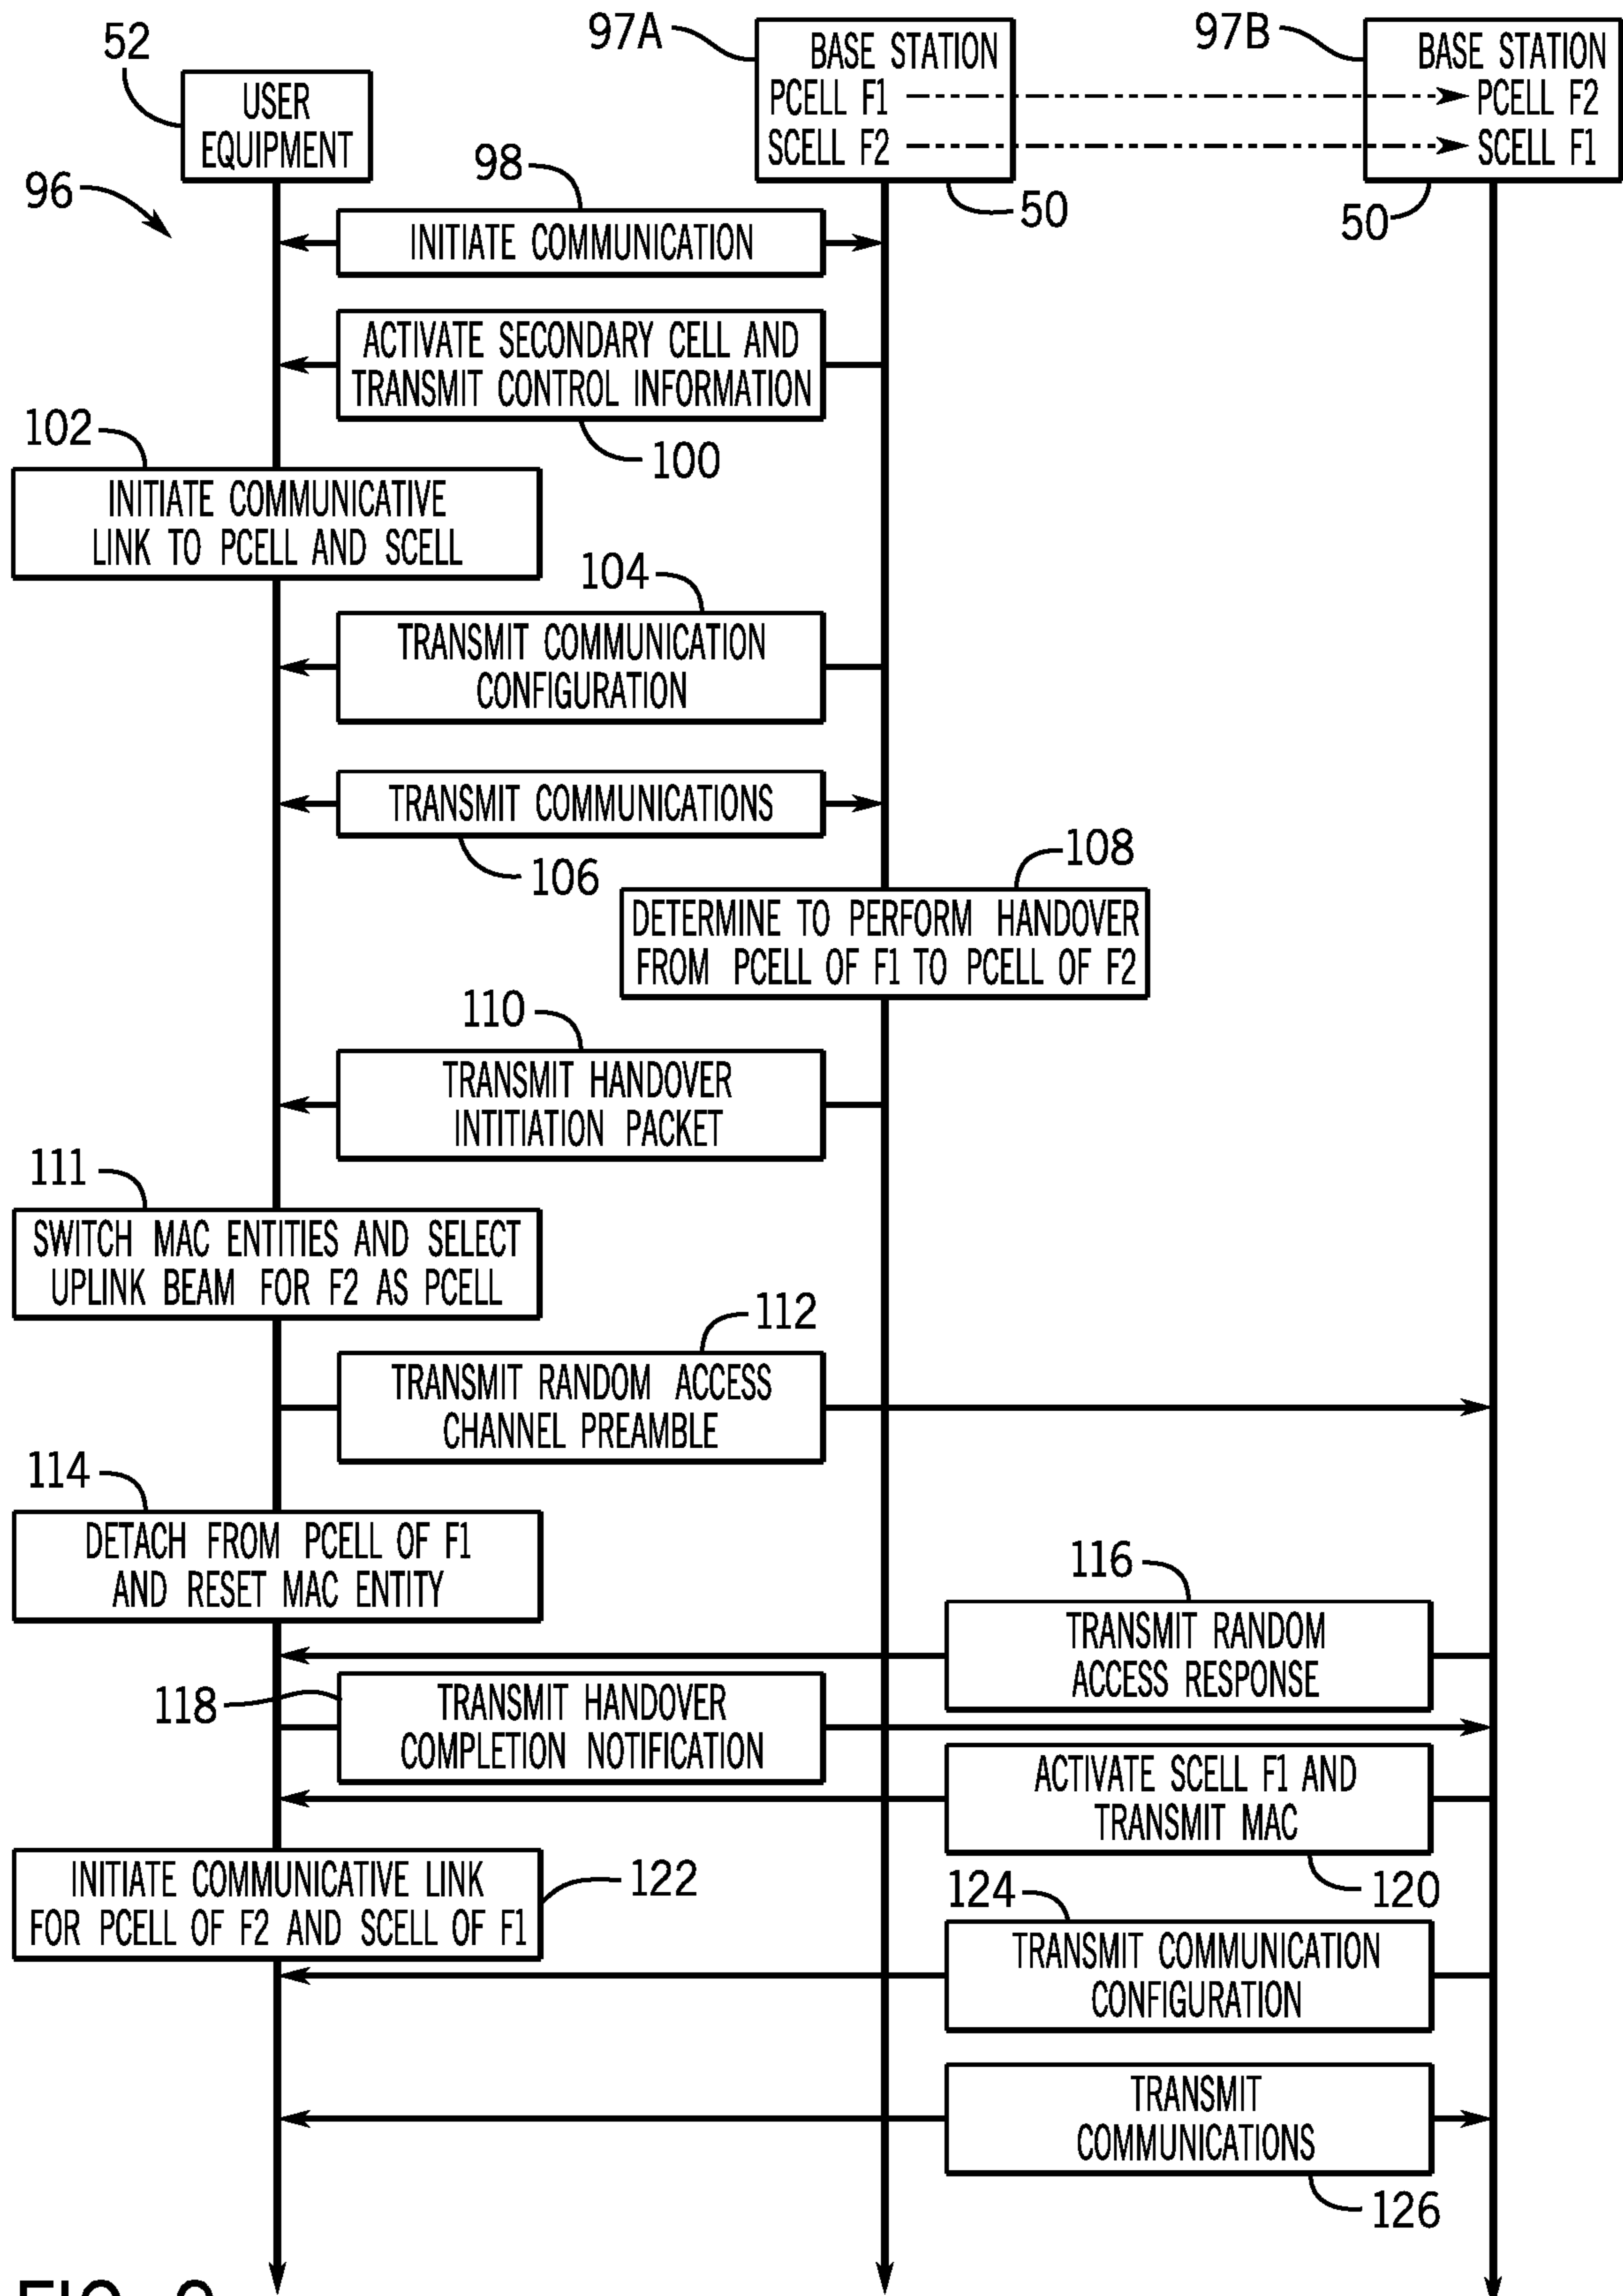 52
USER
EQUIPMENT
97A
BASE STATION
PCELL F1
SCELL F2
50
97B
BASE STATION
PCELL F2
SCELL F1
50
96
98
INITIATE COMMUNICATION
ACTIVATE SECONDARY CELL AND
TRANSMIT CONTROL INFORMATION
100
102
INITIATE COMMUNICATIVE
LINK TO PCELL AND SCELL
104
TRANSMIT COMMUNICATION
CONFIGURATION
TRANSMIT COMMUNICATIONS
106
108
DETERMINE TO PERFORM HANDOVER
FROM PCELL OF F1 TO PCELL OF F2
110
TRANSMIT HANDOVER
INTITIATION PACKET
111
SWITCH MAC ENTITIES AND SELECT
UPLINK BEAM FOR F2 AS PCELL
112
TRANSMIT RANDOM ACCESS
CHANNEL PREAMBLE
114
DETACH FROM PCELL OF F1
AND RESET MAC ENTITY
116
TRANSMIT RANDOM
ACCESS RESPONSE
118
TRANSMIT HANDOVER
COMPLETION NOTIFICATION
ACTIVATE SCELL F1 AND
TRANSMIT MAC
120
INITIATE COMMUNICATIVE LINK
FOR PCELL OF F2 AND SCELL OF F1
122
124
TRANSMIT COMMUNICATION
CONFIGURATION
TRANSMIT
COMMUNICATIONS
126
FIG.